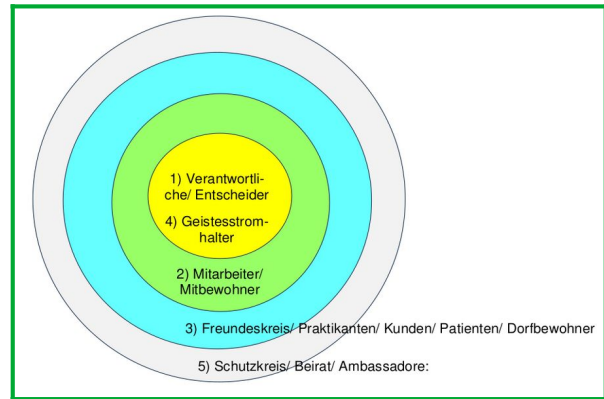 1) Verantwortli-
che/ Entscheider
4) Geistesstrom-
halter
2) Mitarbeiter/
Mitbewohner
3) Freundeskreis/ Praktikanten/ Kunden/ Patienten/ Dorfbewohner
5) Schutzkreis/ Beirat/ Ambassadore: